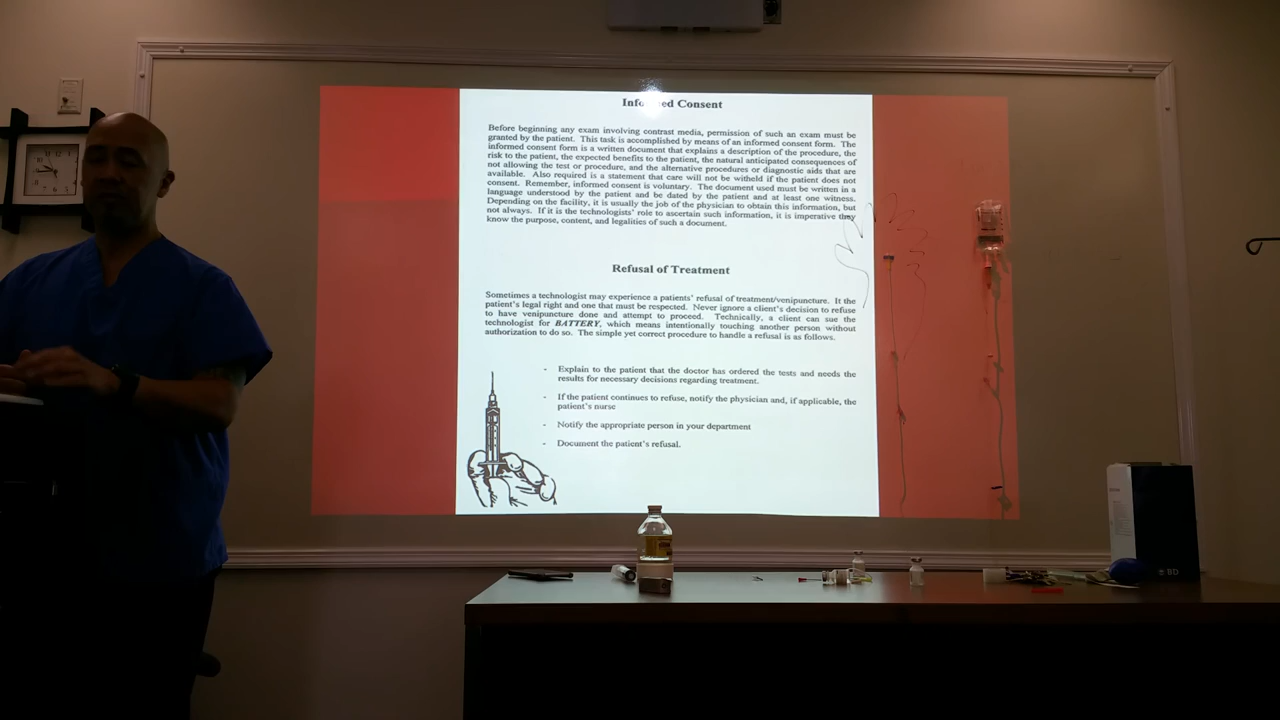 Informed Consent
Before beginning any exam involving contrast media, permission of such an exam must be
granted by the patient. This task is accomplished by means of an informed consent form. The
informed consent form is a written document that explains a description of the procedure, the
risk to the patient, the expected benefits to the patient, the natural anticipated consequences of
not allowing the test or procedure, and the alternative procedures or diagnostic aids that are
available. Also required is a statement that care will not be witheld if the patient does not
consent. Remember, informed consent is voluntary. The document used must be written in a
language understood by the patient and be dated by the patient and at least one witness.
Depending on the facility, it is usually the job of the physician to obtain this information, but
not always. If it is the technologists' role to ascertain such information, it is imperative they
know the purpose, content, and legalities of such a document.
Refusal of Treatment
Sometimes a technologist may experience a patients' refusal of treatment/venipuncture. It the
patient's legal right and one that must be respected. Never ignore a client's decision to refuse
to have venipuncture done and attempt to proceed. Technically, a client can sue the
technologist for BATTERY, which means intentionally touching another person without
authorization to do so. The simple yet correct procedure to handle a refusal is as follows.
- Explain to the patient that the doctor has ordered the tests and needs the
results for necessary decisions regarding treatment.
- If the patient continues to refuse, notify the physician and, if applicable, the
patient's nurse
- Notify the appropriate person in your department
- Document the patient's refusal.
BD